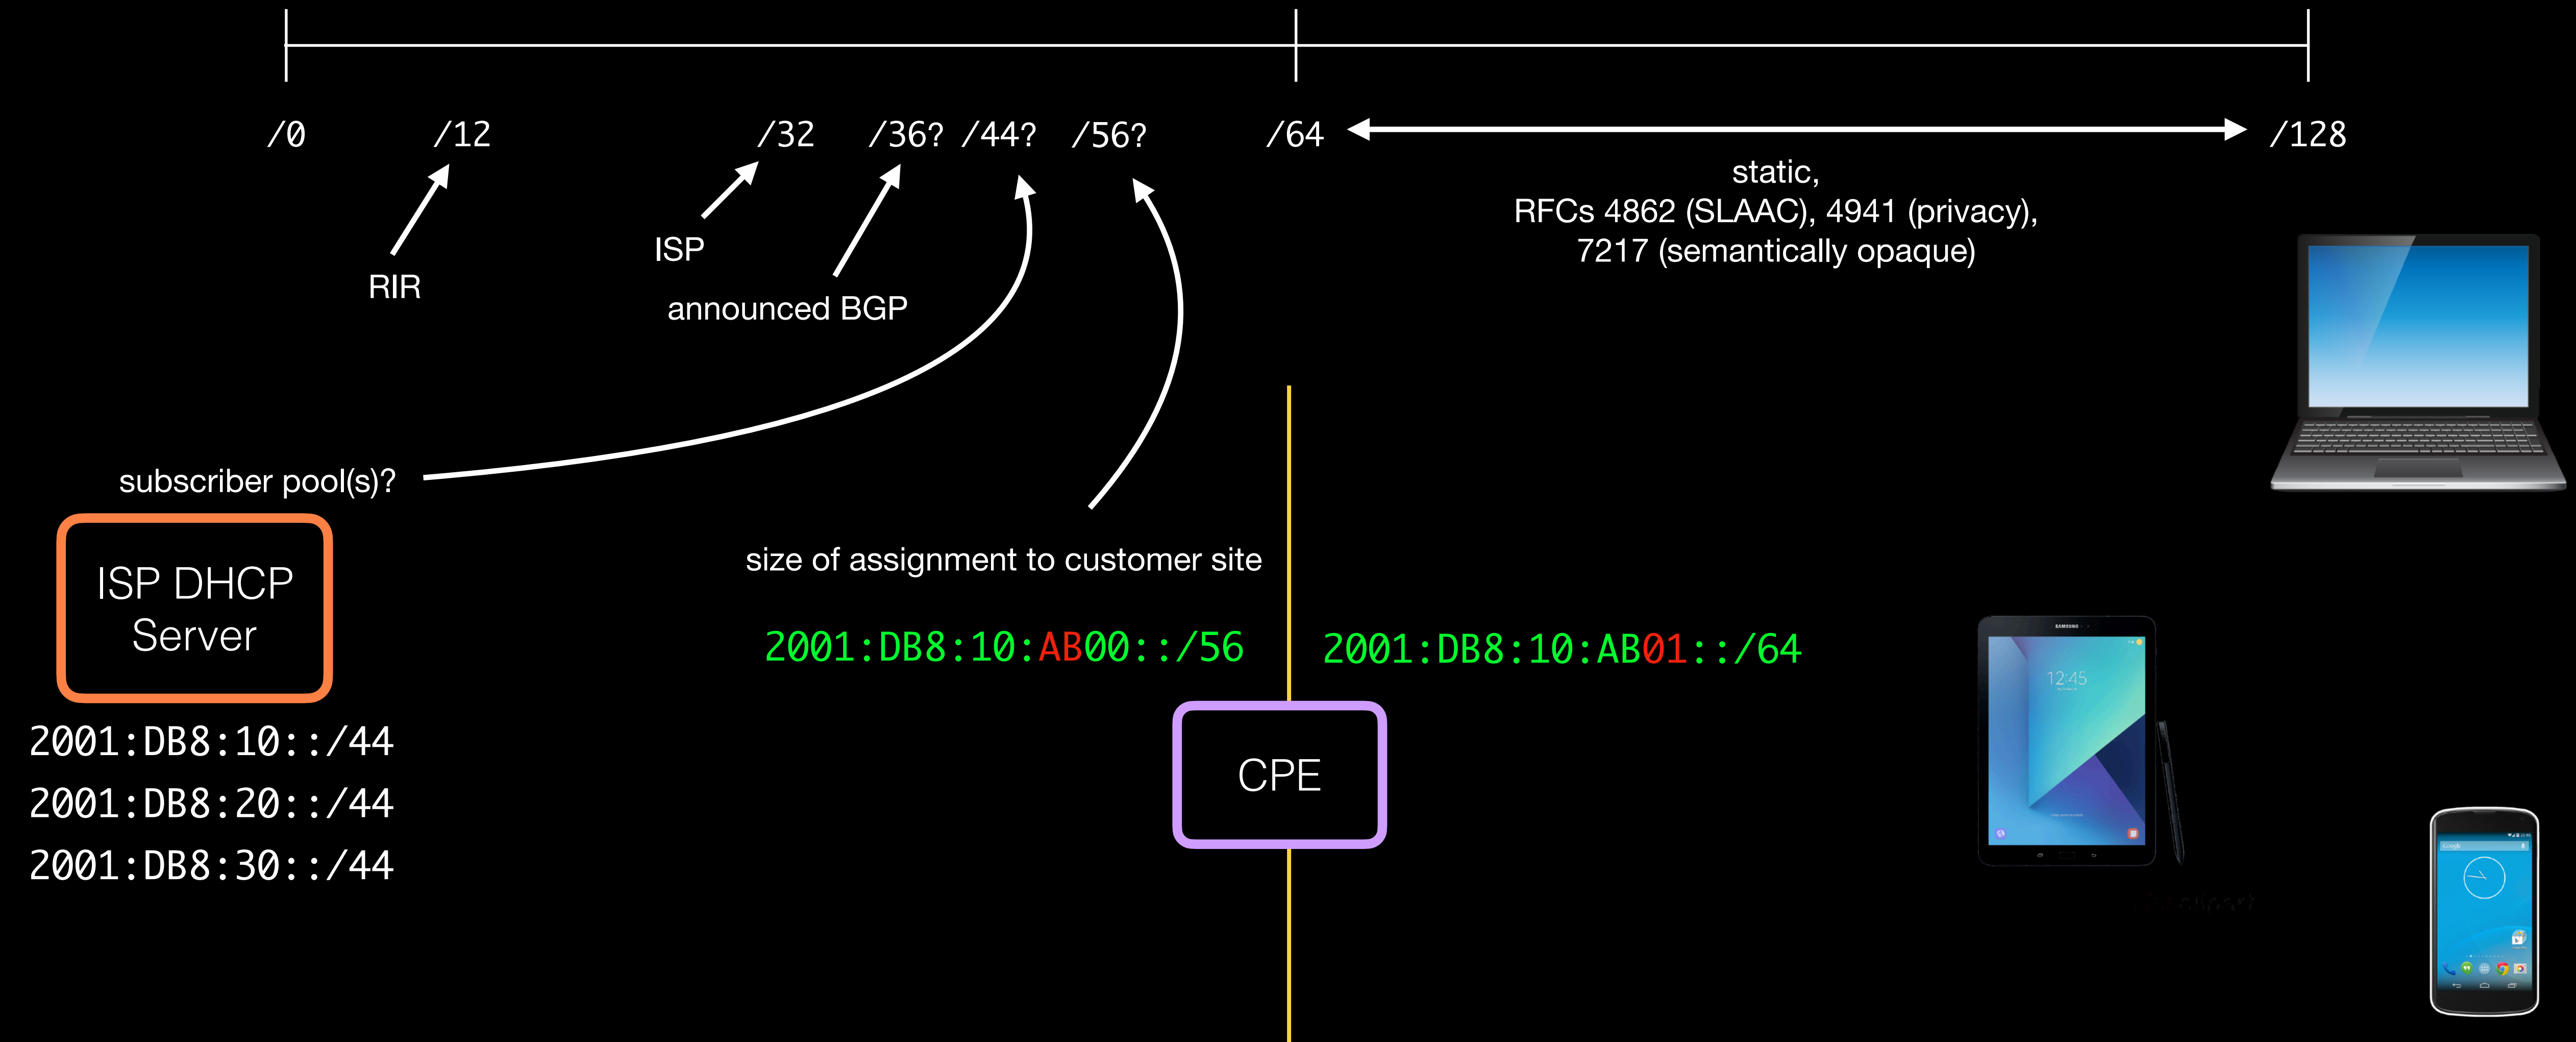 /0
/12
/32
/36?
/44?
/56?
/64
/128
static,
RFCs 4862 (SLAAC), 4941 (privacy),
7217 (semantically opaque)
RIR
ISP
announced BGP
subscriber pool(s)?
size of assignment to customer site
ISP DHCP
Server
2001:DB8:10:AB00::/56
2001:DB8:10:AB01::/64
2001:DB8:10::/44
2001:DB8:20::/44
2001:DB8:30::/44
CPE
SAMSUNG
12:45
Google